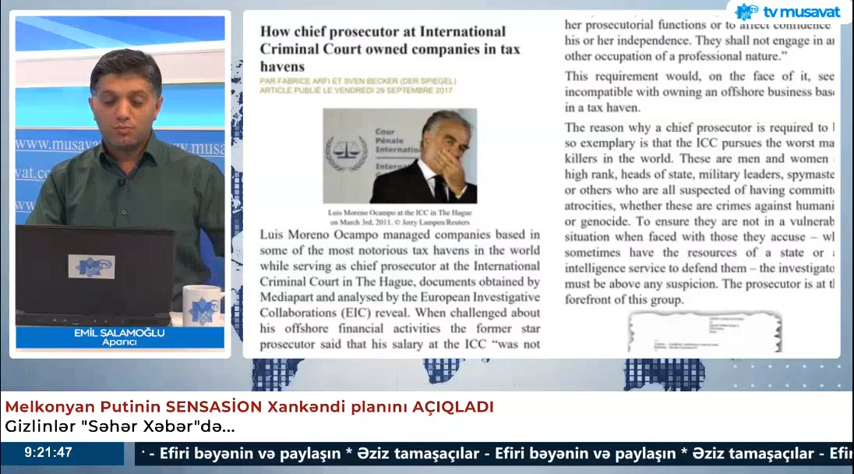 tv musavat
www.musava
www.mus
vat.co
EMİL SALAMOĞLU
Aparıcı
How chief prosecutor at International
Criminal Court owned companies in tax
havens
PAR FABRICE ARFI ET SVEN BECKER (DER SPIEGEL)
ARTICLE PUBLIÉ LE VENDREDI 29 SEPTEMBRE 2017
Cour
Pénale
Internation
Internati
Crimina
Luis Moreno Ocampo at the ICC in The Hague
on March 3rd, 2011. © Jerry Lampen/Reuters
Luis Moreno Ocampo managed companies based in
some of the most notorious tax havens in the world
while serving as chief prosecutor at the International
Criminal Court in The Hague, documents obtained by
Mediapart and analysed by the European Investigative
Collaborations (EIC) reveal. When challenged about
his offshore financial activities the former star
prosecutor said that his salary at the ICC “was not
her prosecutorial functions or to affect confidence
his or her independence. They shall not engage in an
other occupation of a professional nature.”
This requirement would, on the face of it, see
incompatible with owning an offshore business base
in a tax haven.
The reason why a chief prosecutor is required to
so exemplary is that the ICC pursues the worst ma
killers in the world. These are men and women
high rank, heads of state, military leaders, spymaste
or others who are all suspected of having committe
atrocities, whether these are crimes against humani
or genocide. To ensure they are not in a vulnerab
situation when faced with those they accuse – wh
sometimes have the resources of a state or
intelligence service to defend them – the investigato
must be above any suspicion. The prosecutor is at t
forefront of this group.
Melkonyan Putinin SENSASİON Xankəndi planını AÇIQLADI
Gizlinlər "Səhər Xəbər"də...
9:21:47
- Efiri bəyənin və paylaşın * Əziz tamaşaçılar - Efiri bəyənin və paylaşın * Əziz tamaşaçılar - Efi